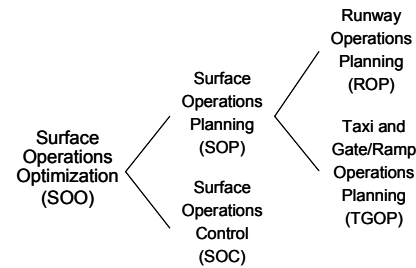 Surface
Operations
Optimization
(SOO)
Surface
Operations
Planning
(SOP)
Surface
Operations
Control
(SOC)
Runway
Operations
Planning
(ROP)
Taxi and
Gate/Ramp
Operations
Planning
(TGOP)